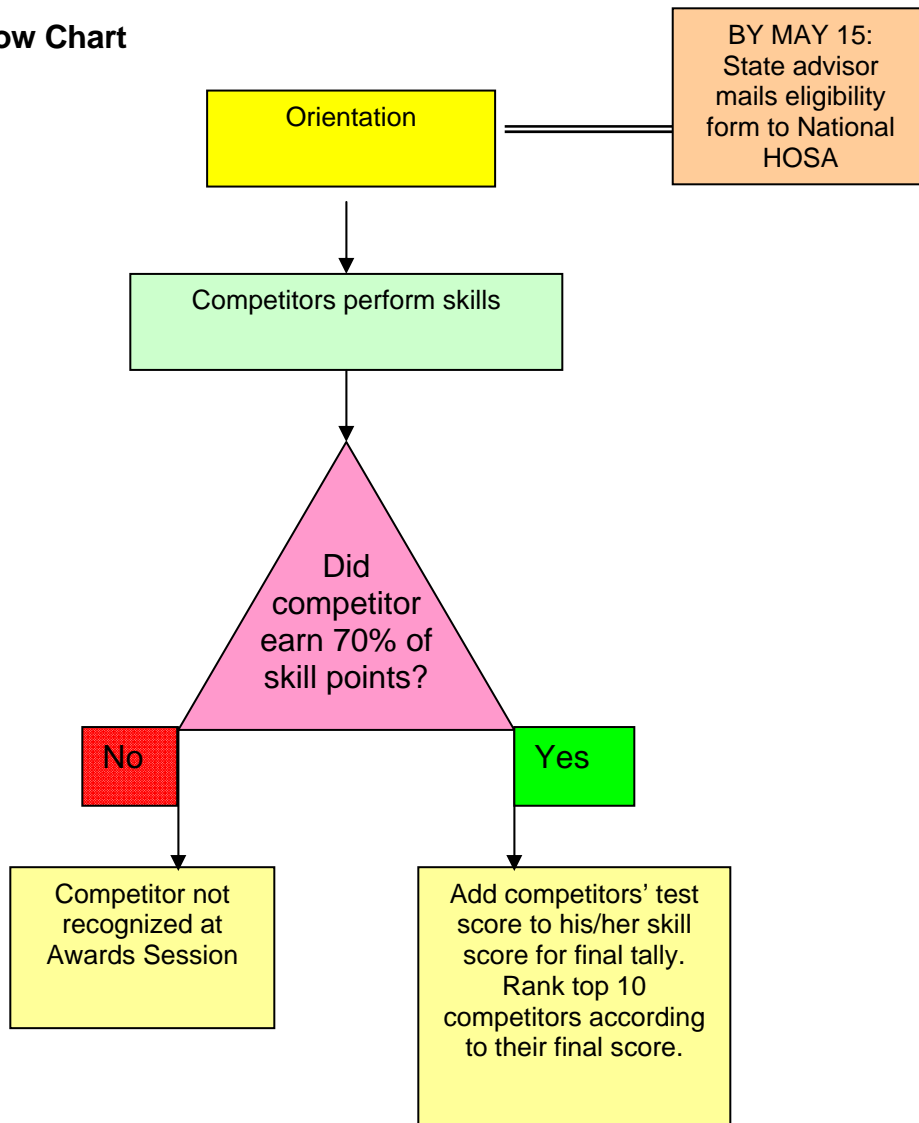 ow Chart
BY MAY 15:
State advisor
mails eligibility
form to National
HOSA
Orientation
Competitors perform skills
Did
competitor
earn 70% of
skill points?
No
Yes
Competitor not
recognized at
Awards Session
Add competitors' test
score to his/her skill
score for final tally.
Rank top 10
competitors according
to their final score.